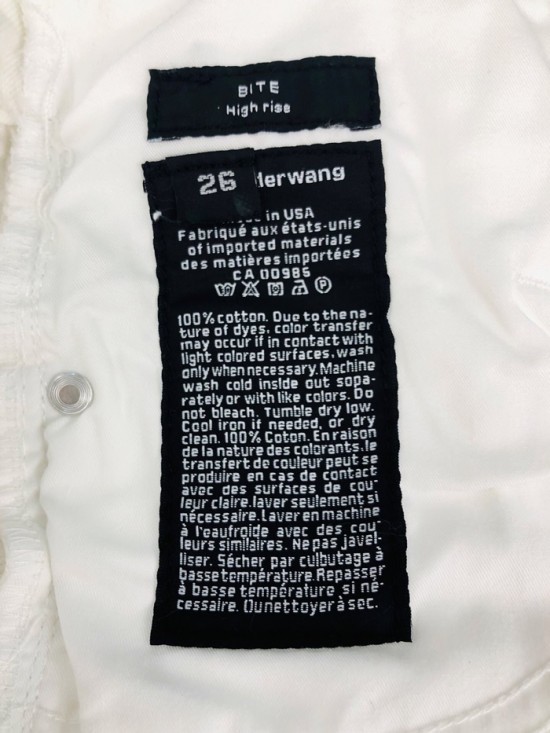 BITE
High rise
26
erwang
in USA
Fabriqué aux états-unis
of imported materials
des matières importées
CA 00985
100% cotton. Due to the na-
ture of dyes, color transfer
may occur if in contact with
light colored surfaces, wash
only when necessary. Machine
wash cold inside out sepa-
rately or with like colors. Do
not bleach. Tumble dry low.
Cool iron if needed, or dry
clean. 100% Coton. En raison
de la nature des colorants, le
transfert de couleur peut se
produire en cas de contact
avec des surfaces de cou-
leur claire. laver seulement si
nécessaire. Laver en machine
à l'eaufroide avec des cou-
leurs similaires. Ne pas javel-
liser. Sécher par culbutage à
basse température. Repasser
à basse température si né-
cessaire. Ou nettoyer à sec.